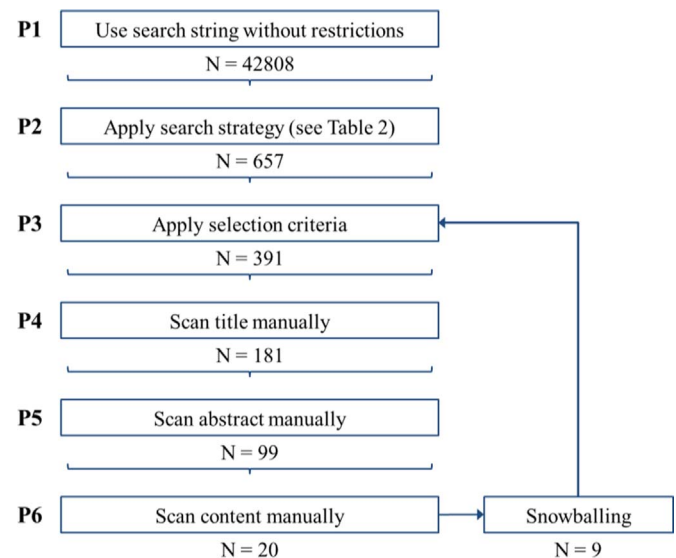 P1 Use search string without restrictions
N = 42808
P2 Apply search strategy (see Table 2)
N = 657
P3 Apply selection criteria
N = 391
P4 Scan title manually
N = 181
P5 Scan abstract manually
N = 99
P6 Scan content manually Snowballing
N = 20 N = 9